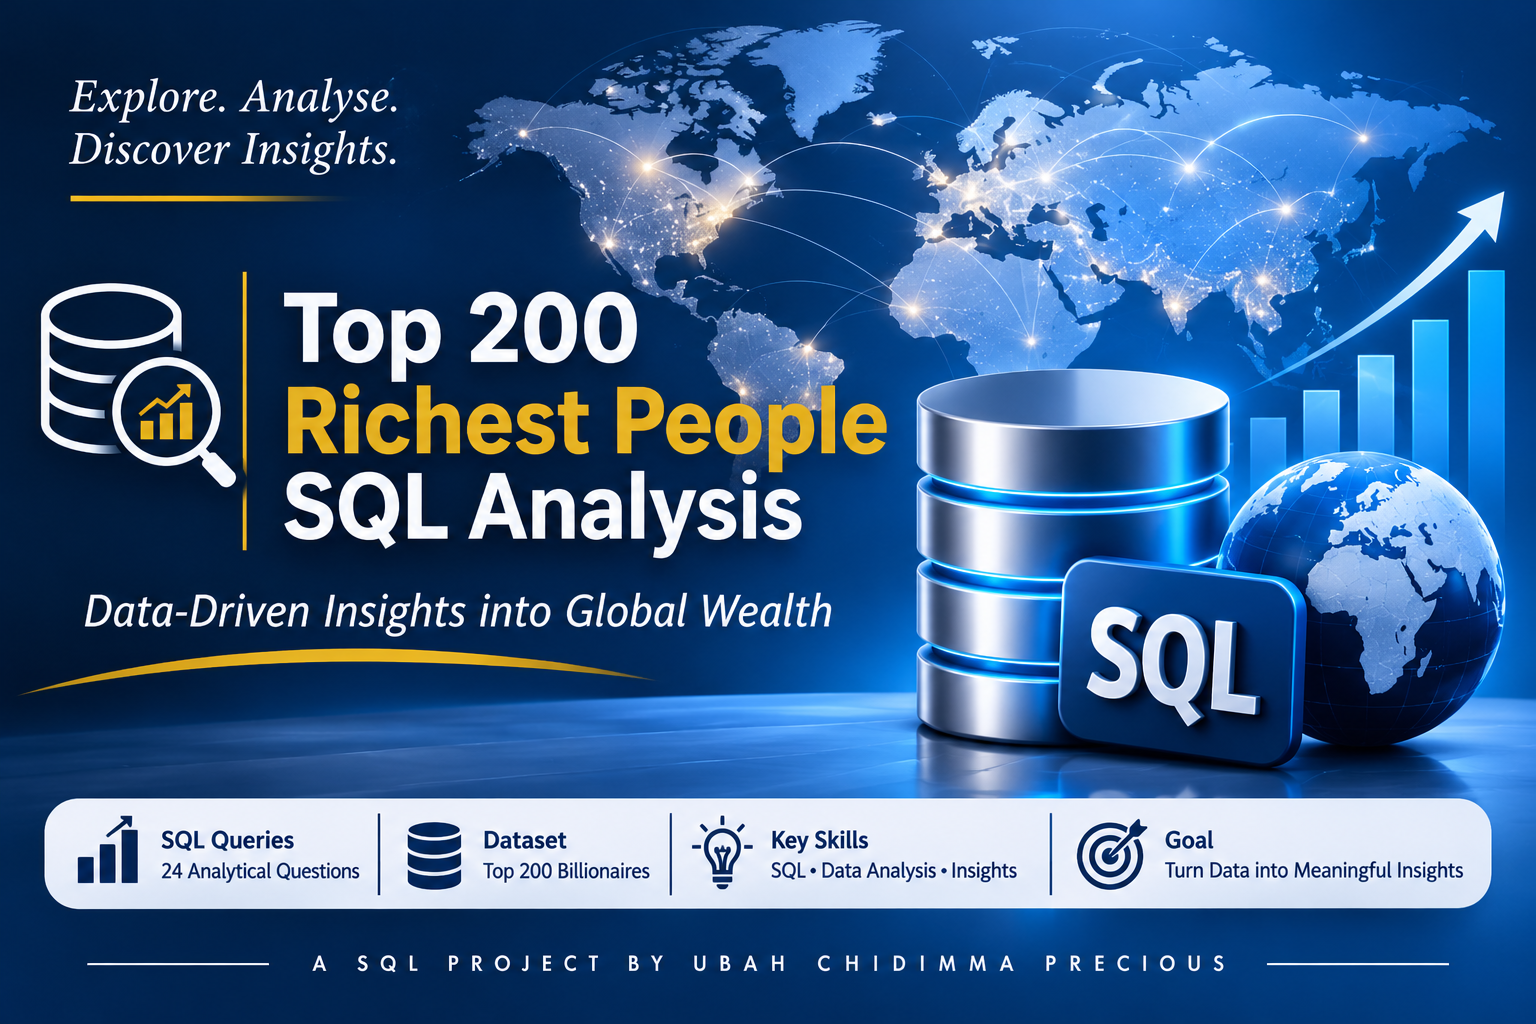 Explore. Analyse.
Discover Insights.
Top 200
Richest People
SQL Analysis
Data-Driven Insights into Global Wealth
SQL
SQL Queries
24 Analytical Questions
Dataset
Top 200 Billionaires
Key Skills
SQL • Data Analysis • Insights
Goal
Turn Data into Meaningful Insights
A SQL PROJECT BY UBAH CHIDIMMA PRECIOUS